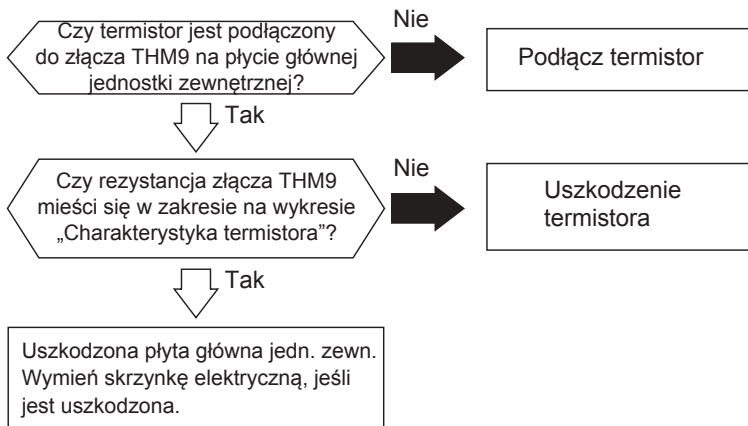 Czy termistor jest podłączony
do złącza THM9 na płycie głównej
jednostki zewnętrznej?
Nie
Podłącz termistor
Tak
Czy rezystancja złącza THM9
mieści się w zakresie na wykresie
„Charakterystyka termistora”?
Nie
Uszkodzenie
termistora
Tak
Uszkodzona płyta główna jedn. zewn.
Wymień skrzynkę elektryczną, jeśli
jest uszkodzona.